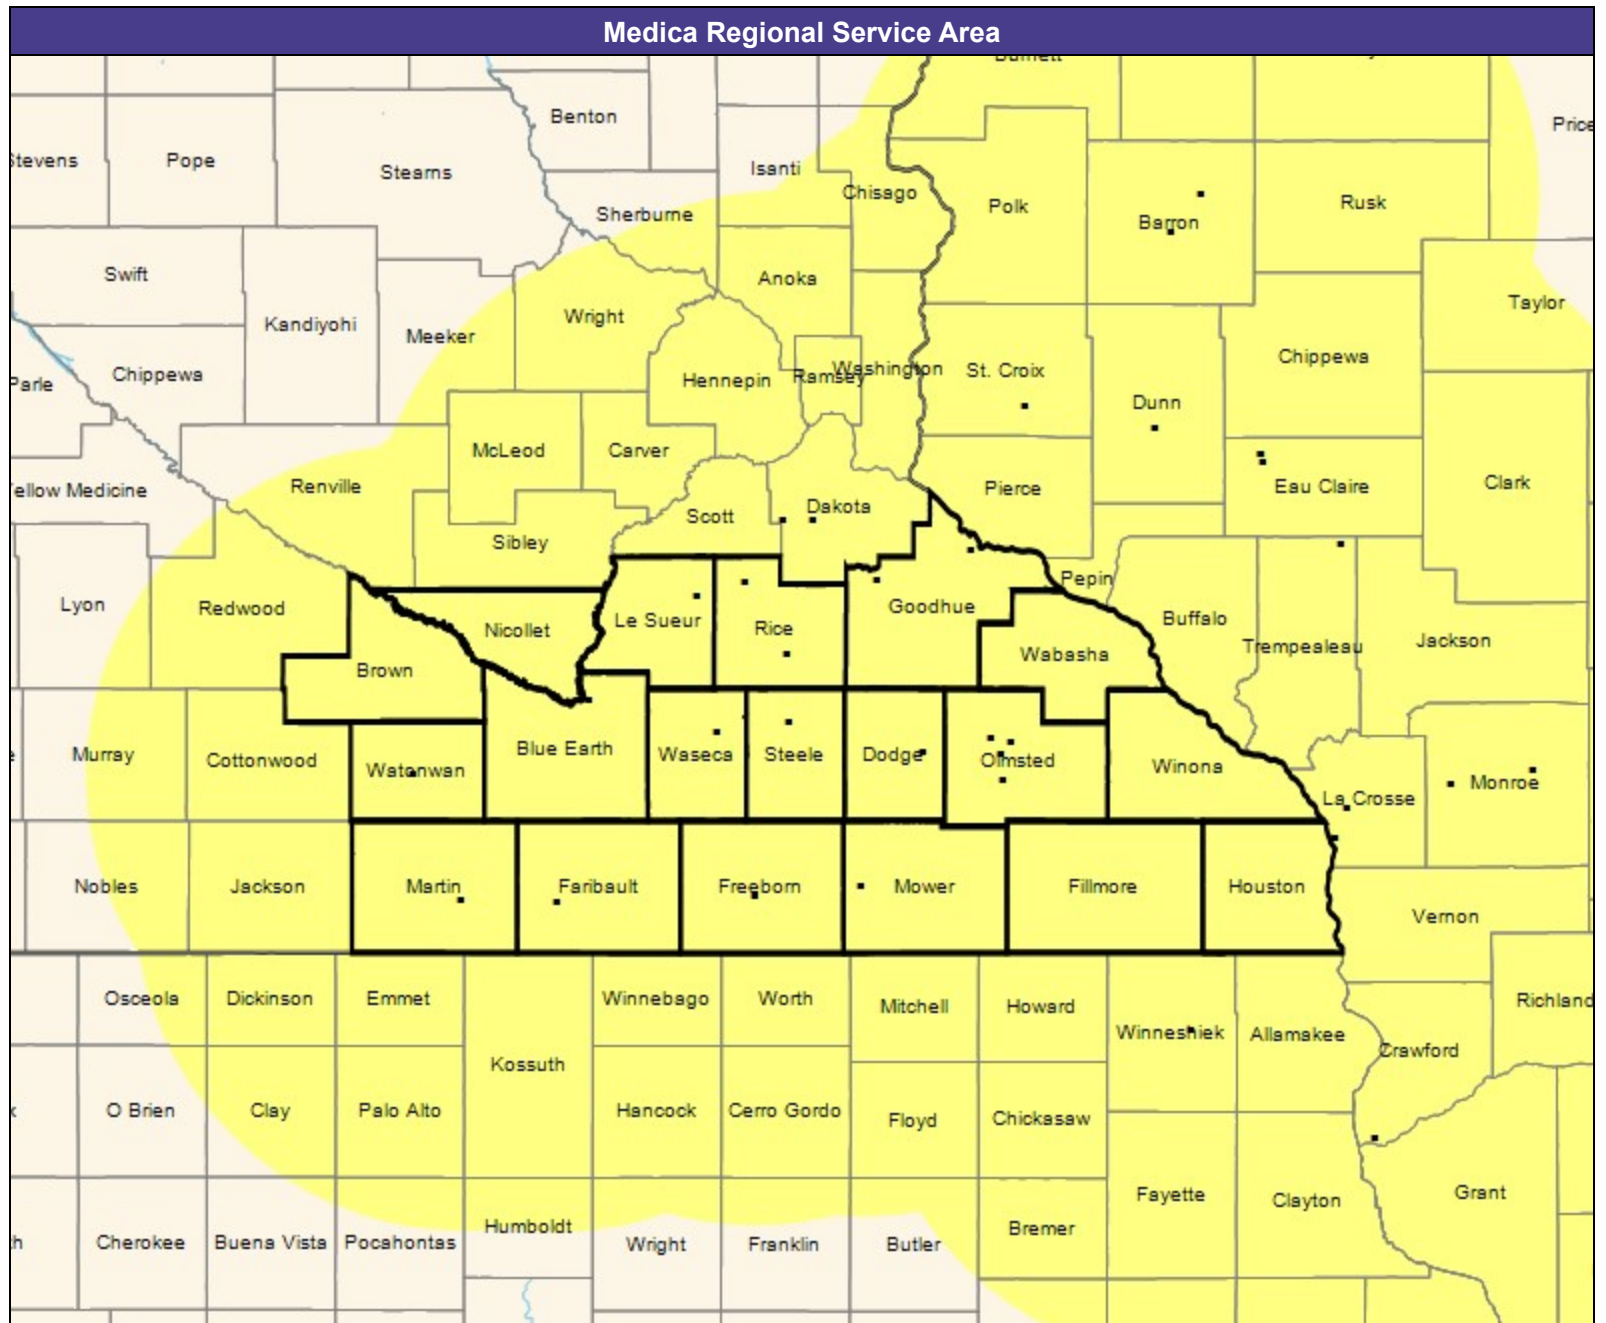 Medica Regional Service Area
Benton
Price
Stevens
Pope
Stearns
Isanti
Chisago
Polk
Barron
Rusk
Sherburne
Swift
Anoka
Taylor
Kandiyohi
Wright
Meeker
Chippewa
Parle
Chippewa
Hennepin
Ramsey
Washington
St. Croix
Dunn
McLeod
Carver
Clark
Renville
ellow Medicine
Pierce
Eau Claire
Scott
Dakota
Sibley
Pepin
Lyon
Redwood
Nicollet
Le Sueur
Rice
Goodhue
Buffalo
Trempealeau
Jackson
Brown
Wabasha
Murray
Cottonwood
Watonwan
Blue Earth
Waseca
Steele
Dodge
Olmsted
Winona
La Crosse
Monroe
Nobles
Jackson
Martin
Faribault
Freeborn
Mower
Fillmore
Houston
Vernon
Osceola
Dickinson
Emmet
Winnebago
Worth
Mitchell
Howard
Richland
Kossuth
Winneshiek
Allamakee
Crawford
O Brien
Clay
Palo Alto
Hancock
Cerro Gordo
Floyd
Chickasaw
Fayette
Clayton
Grant
Cherokee
Buena Vista
Pocahontas
Humboldt
Wright
Franklin
Butler
Bremer